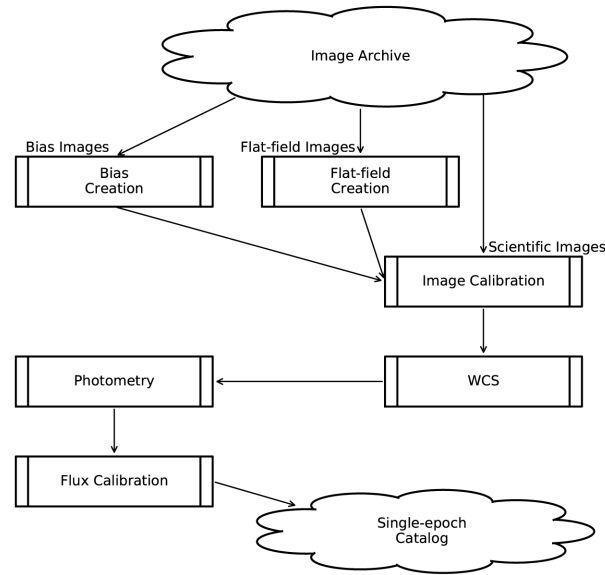 Image Archive
Bias Images
Flat-field Images
Bias
Creation
Flat-field
Creation
Scientific Images
Image Calibration
Photometry
WCS
Flux Calibration
Single-epoch
Catalog